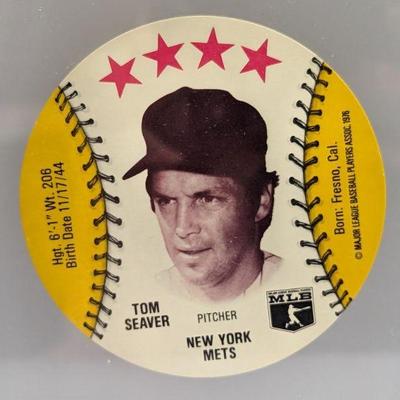 Hgt. 6'-1" Wt. 206
Birth Date 11/17/44
TOM
SEAVER
PITCHER
NEW YORK
METS
MLB
Born: Fresno, Cal.
© MAJOR LEAGUE BASEBALL PLAYERS ASSOC. 1976